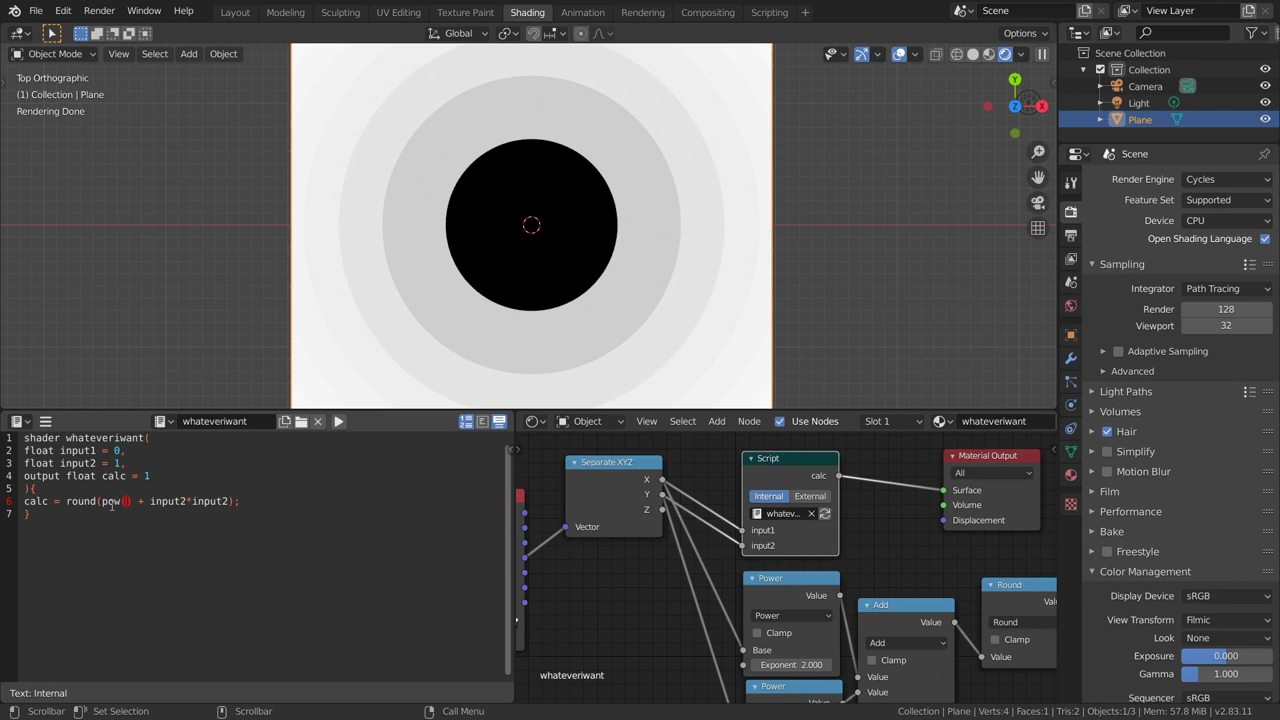 File Edit Render Window Help Layout Modeling Sculpting UV Editing Texture Paint Shading Animation Rendering Compositing Scripting + Scene View Layer
Global Options
Object Mode View Select Add Object
Top Orthographic
(1) Collection | Plane
Rendering Done
Y
X
Z
Scene Collection
Collection
Camera
Light
Plane
Scene
Render Engine Cycles
Feature Set Supported
Device CPU
Open Shading Language
Sampling
Integrator Path Tracing
Render 128
Viewport 32
Adaptive Sampling
Advanced
Light Paths
Volumes
Hair
Simplify
Motion Blur
Film
Performance
Bake
Freestyle
Color Management
Display Device sRGB
View Transform Filmic
Look None
Exposure 0.000
Gamma 1.000
Sequencer sRGB
whateveriwant
1 shader whateveriwant(
2 float input1 = 0,
3 float input2 = 1,
4 output float calc = 1
5 ){
6 calc = round(pow() + input2*input2);
7 }
Text: Internal
Object View Select Add Node Use Nodes Slot 1 whateveriwant
Separate XYZ
X
Y
Z
Vector
Script
calc
Internal External
whatev...
input1
input2
Material Output
All
Surface
Volume
Displacement
Power
Value
Power
Clamp
Base
Exponent 2.000
Power
Add
Value
Add
Clamp
Value
Value
Round
Round
Clamp
Value
whateveriwant
Scrollbar Set Selection Scrollbar Call Menu Collection | Plane | Verts:4 | Faces:1 | Tris:2 | Objects:1/3 | Mem: 57.8 MiB | v2.83.11